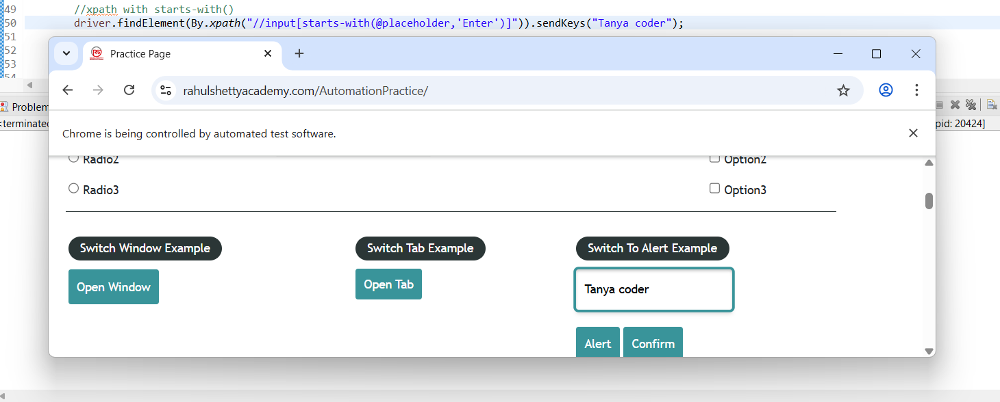 49 //xpath with starts-with()
50 driver.findElement(By.xpath("//input[starts-with(@placeholder,'Enter')]")).sendKeys("Tanya coder");
51
52
53
54
Practice Page
rahulshettyacademy.com/AutomationPractice/
Problem
<terminated
pid: 20424]
Chrome is being controlled by automated test software.
Radio2 Option2
Radio3 Option3
Switch Window Example Switch Tab Example Switch To Alert Example
Open Window Open Tab Tanya coder
Alert Confirm